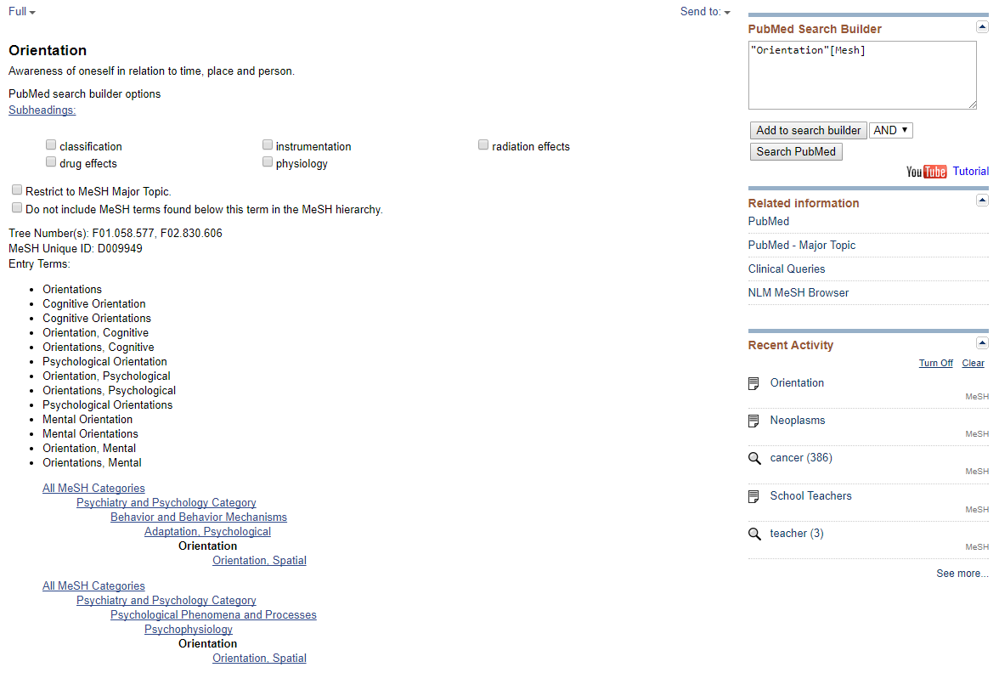 Full
Send to:
Orientation
Awareness of oneself in relation to time, place and person.
PubMed search builder options
Subheadings:
classification
instrumentation
radiation effects
drug effects
physiology
Restrict to MeSH Major Topic.
Do not include MeSH terms found below this term in the MeSH hierarchy.
Tree Number(s): F01.058.577, F02.830.606
MeSH Unique ID: D009949
Entry Terms:
Orientations
Cognitive Orientation
Cognitive Orientations
Orientation, Cognitive
Orientations, Cognitive
Psychological Orientation
Orientation, Psychological
Orientations, Psychological
Psychological Orientations
Mental Orientation
Mental Orientations
Orientation, Mental
Orientations, Mental
All MeSH Categories
Psychiatry and Psychology Category
Behavior and Behavior Mechanisms
Adaptation, Psychological
Orientation
Orientation, Spatial
All MeSH Categories
Psychiatry and Psychology Category
Psychological Phenomena and Processes
Psychophysiology
Orientation
Orientation, Spatial
PubMed Search Builder
"Orientation"[Mesh]
Add to search builder
AND
Search PubMed
YouTube Tutorial
Related information
PubMed
PubMed - Major Topic
Clinical Queries
NLM MeSH Browser
Recent Activity
Turn Off Clear
Orientation
MeSH
Neoplasms
MeSH
cancer (386)
MeSH
School Teachers
MeSH
teacher (3)
MeSH
See more...